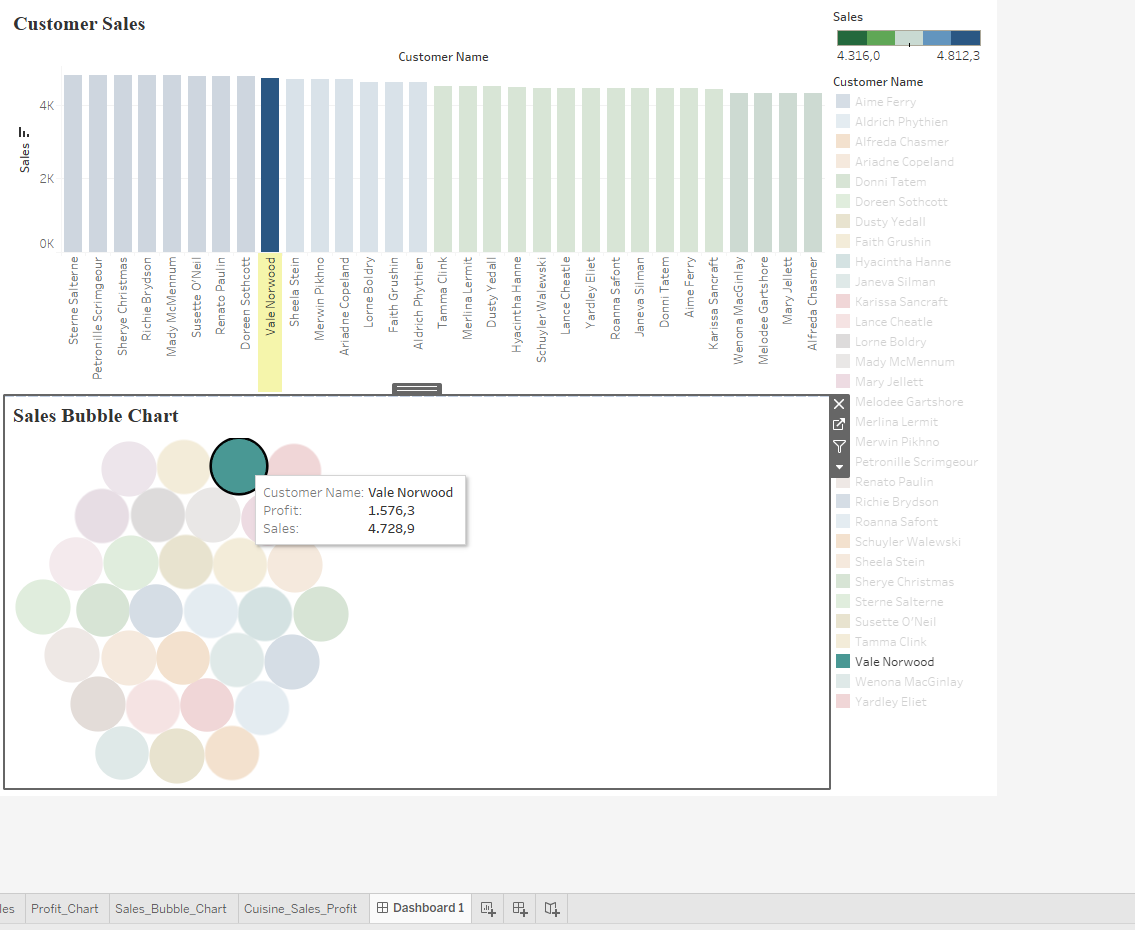 Customer Sales
Customer Name
Sales
4K
2K
0K
Sterne Salterne
Petronille Scrimgeour
Sherye Christmas
Richie Brydson
Mady McMennum
Susette O'Neil
Renato Paulin
Doreen Sothcott
Vale Norwood
Sheela Stein
Merwin Pikhno
Ariadne Copeland
Lorne Boldry
Faith Grushin
Aldrich Phythien
Tamma Clink
Merlina Lermit
Dusty Yedall
Hyacintha Hanne
Schuyler Walewski
Lance Cheatle
Yardley Eliet
Roanna Safont
Janeva Silman
Donni Tatem
Aime Ferry
Karissa Sancraft
Wenona MacGinlay
Melodee Gartshore
Mary Jellett
Alfreda Chasmer
Sales
4.316,0 4.812,3
Customer Name
Aime Ferry
Aldrich Phythien
Alfreda Chasmer
Ariadne Copeland
Donni Tatem
Doreen Sothcott
Dusty Yedall
Faith Grushin
Hyacintha Hanne
Janeva Silman
Karissa Sancraft
Lance Cheatle
Lorne Boldry
Mady McMennum
Mary Jellett
Melodee Gartshore
Merlina Lermit
Merwin Pikhno
Petronille Scrimgeour
Renato Paulin
Richie Brydson
Roanna Safont
Schuyler Walewski
Sheela Stein
Sherye Christmas
Sterne Salterne
Susette O'Neil
Tamma Clink
Vale Norwood
Wenona MacGinlay
Yardley Eliet
Sales Bubble Chart
Customer Name: Vale Norwood
Profit: 1.576,3
Sales: 4.728,9
les Profit_Chart Sales_Bubble_Chart Cuisine_Sales_Profit Dashboard 1